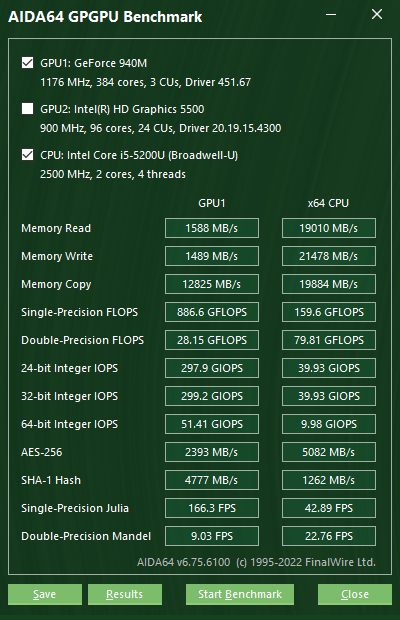 AIDA64 GPGPU Benchmark
GPU1: GeForce 940M
1176 MHz, 384 cores, 3 CUs, Driver 451.67
GPU2: Intel(R) HD Graphics 5500
900 MHz, 96 cores, 24 CUs, Driver 20.19.15.4300
CPU: Intel Core i5-5200U (Broadwell-U)
2500 MHz, 2 cores, 4 threads
GPU1 x64 CPU
Memory Read 1588 MB/s 19010 MB/s
Memory Write 1489 MB/s 21478 MB/s
Memory Copy 12825 MB/s 19884 MB/s
Single-Precision FLOPS 886.6 GFLOPS 159.6 GFLOPS
Double-Precision FLOPS 28.15 GFLOPS 79.81 GFLOPS
24-bit Integer IOPS 297.9 GIOPS 39.93 GIOPS
32-bit Integer IOPS 299.2 GIOPS 39.93 GIOPS
64-bit Integer IOPS 51.41 GIOPS 9.98 GIOPS
AES-256 2393 MB/s 5082 MB/s
SHA-1 Hash 4777 MB/s 1262 MB/s
Single-Precision Julia 166.3 FPS 42.89 FPS
Double-Precision Mandel 9.03 FPS 22.76 FPS
AIDA64 v6.75.6100 (c) 1995-2022 FinalWire Ltd.
Save Results Start Benchmark Close